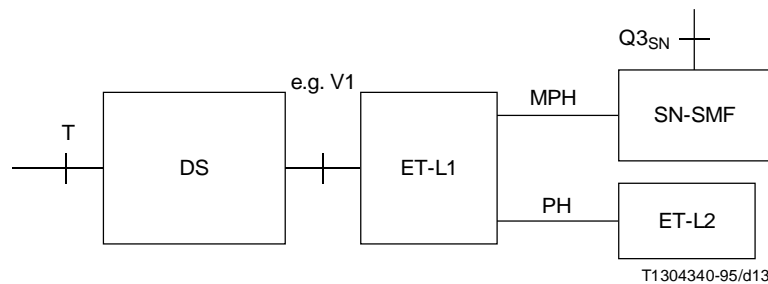 Q3SN
e.g. V1
MPH
SN-SMF
T
DS
ET-L1
PH
ET-L2
T1304340-95/d13